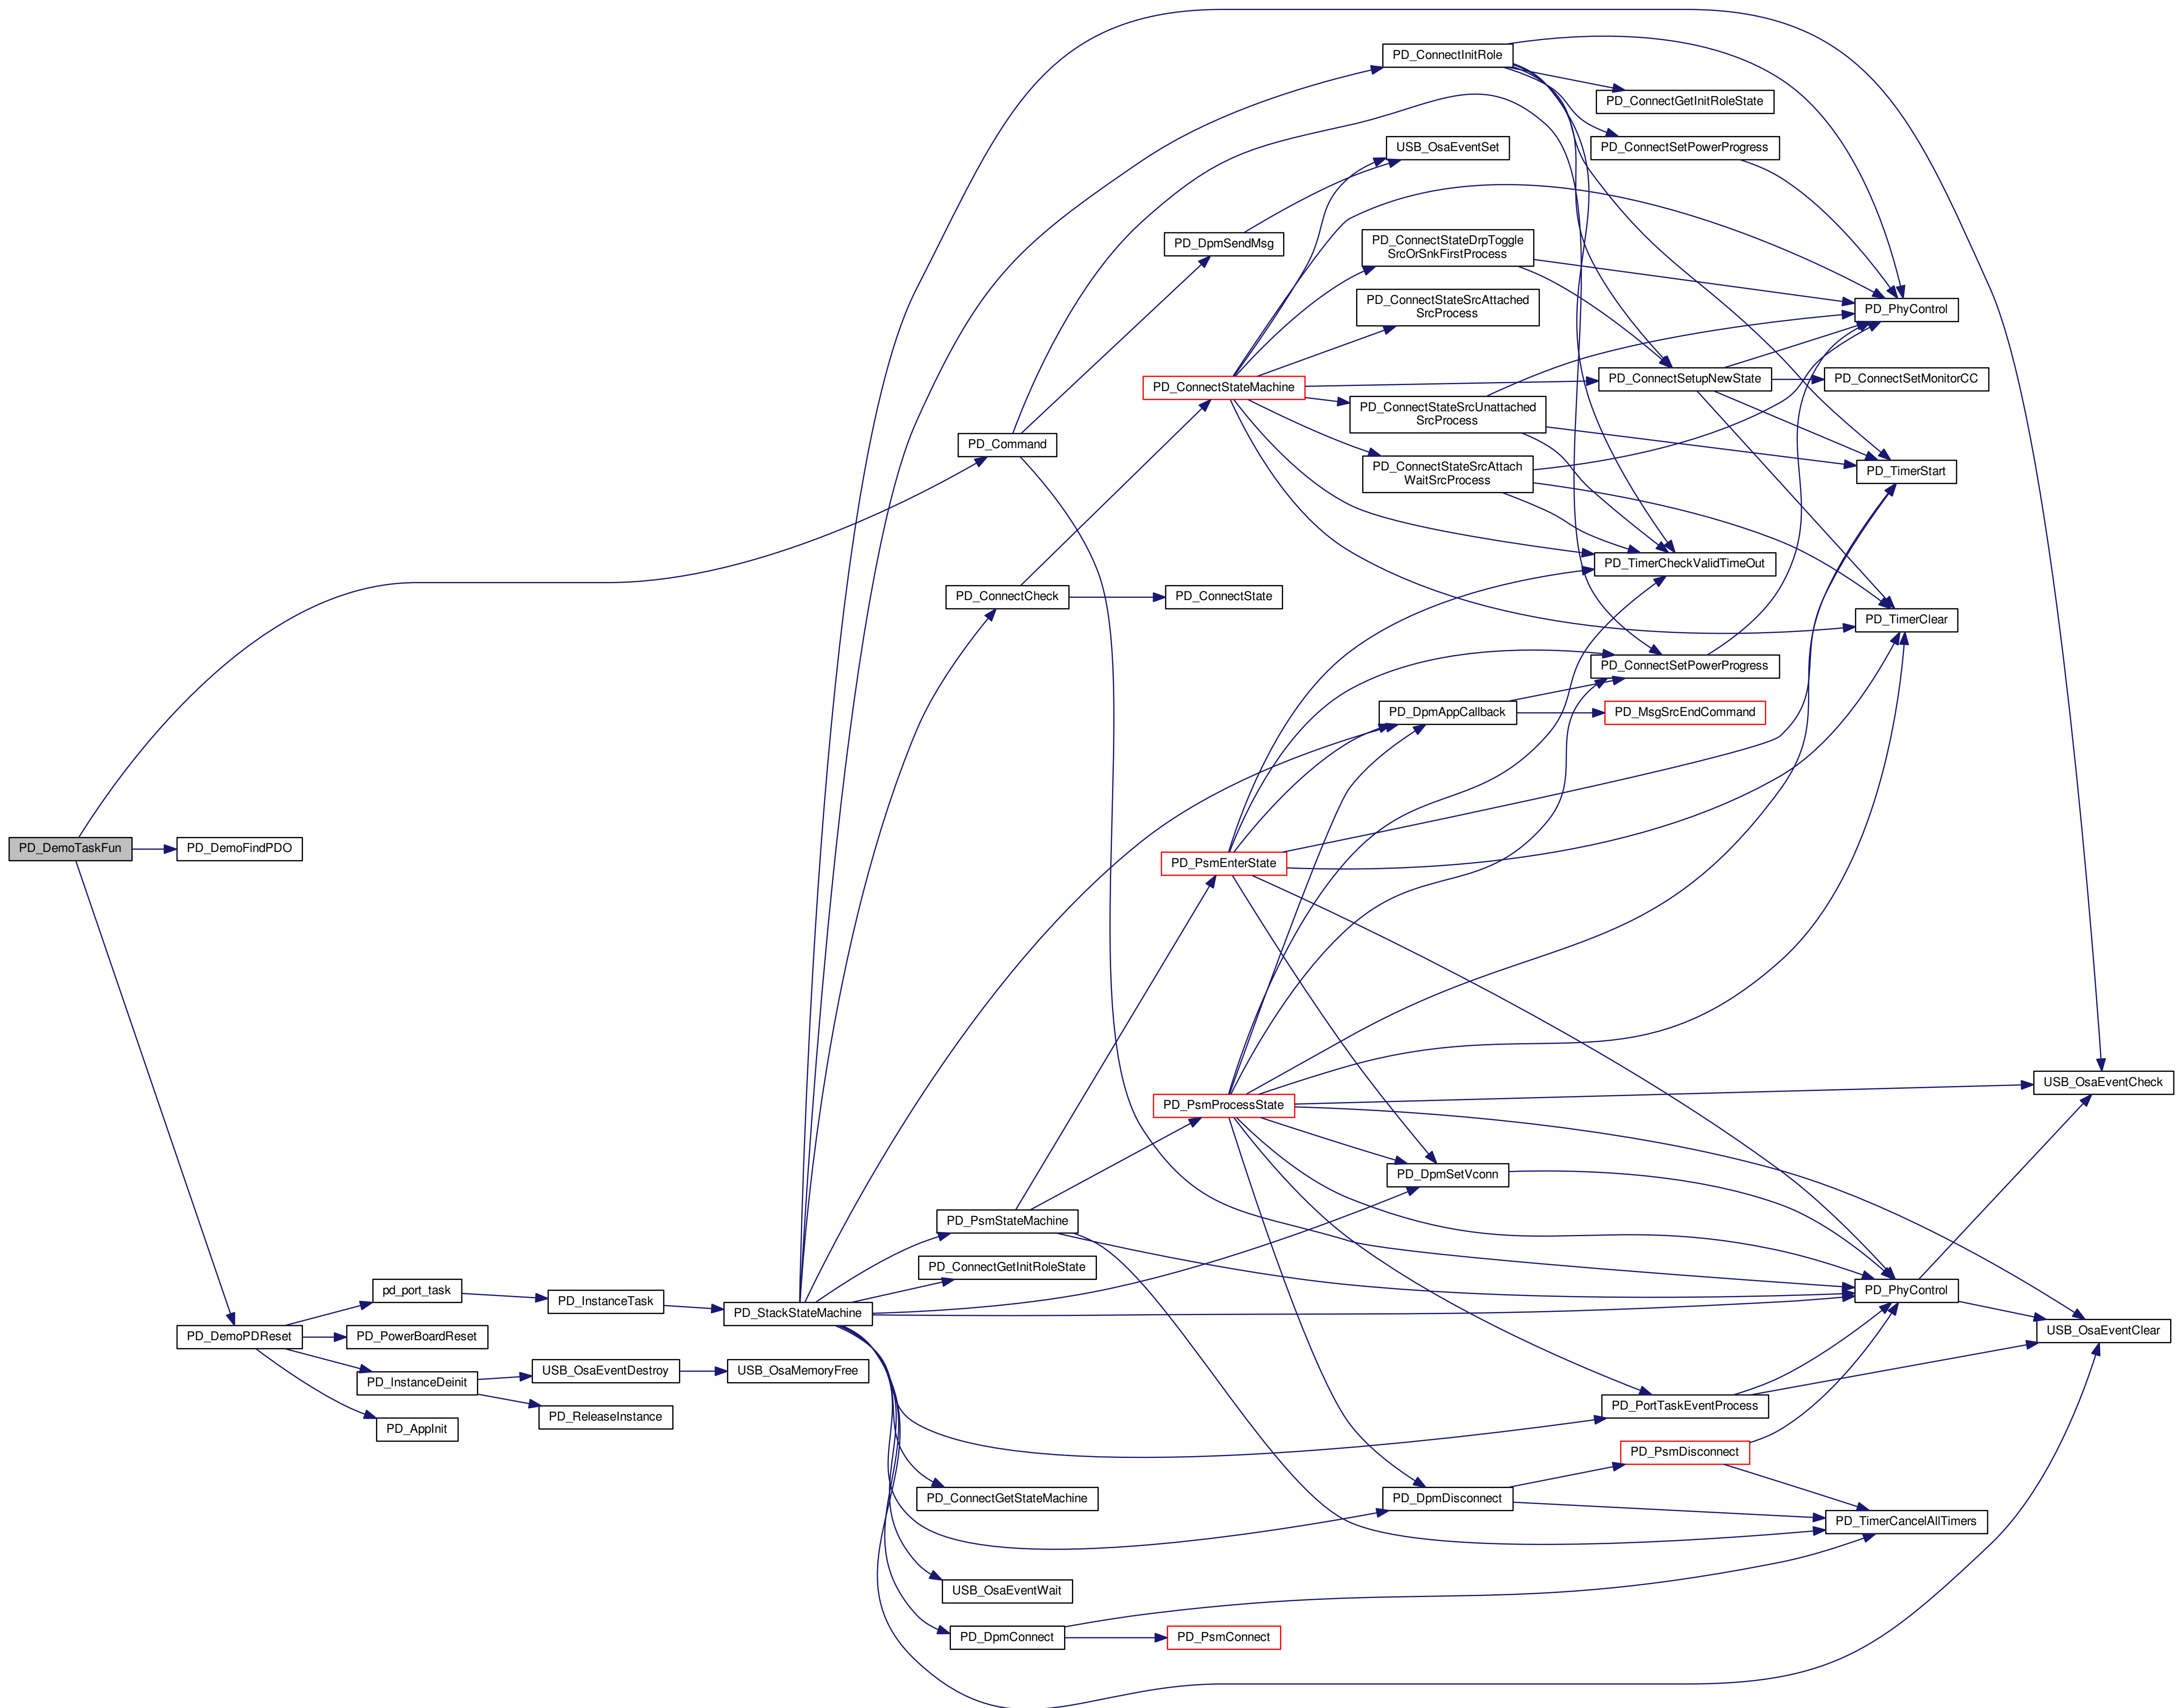 PD_ConnectInitRole
PD_ConnectGetInitRoleState
USB_OsaEventSet
PD_ConnectSetPowerProgress
PD_DpmSendMsg
PD_ConnectStateDrpToggle
SrcOrSnkFirstProcess
PD_ConnectStateSrcAttached
SrcProcess
PD_PhyControl
PD_ConnectStateMachine
PD_ConnectSetupNewState
PD_ConnectSetMonitorCC
PD_ConnectStateSrcUnattached
SrcProcess
PD_Command
PD_ConnectStateSrcAttach
WaitSrcProcess
PD_TimerStart
PD_TimerCheckValidTimeOut
PD_ConnectCheck
PD_ConnectState
PD_TimerClear
PD_ConnectSetPowerProgress
PD_DpmAppCallback
PD_MsgSrcEndCommand
PD_DemoTaskFun
PD_DemoFindPDO
PD_PsmEnterState
USB_OsaEventCheck
PD_PsmProcessState
PD_DpmSetVconn
PD_PsmStateMachine
PD_ConnectGetInitRoleState
pd_port_task
PD_InstanceTask
PD_StackStateMachine
PD_PhyControl
PD_DemoPDReset
PD_PowerBoardReset
USB_OsaEventClear
PD_InstanceDeinit
USB_OsaEventDestroy
USB_OsaMemoryFree
PD_PortTaskEventProcess
PD_ReleaseInstance
PD_AppInit
PD_PsmDisconnect
PD_ConnectGetStateMachine
PD_DpmDisconnect
PD_TimerCancelAllTimers
USB_OsaEventWait
PD_DpmConnect
PD_PsmConnect